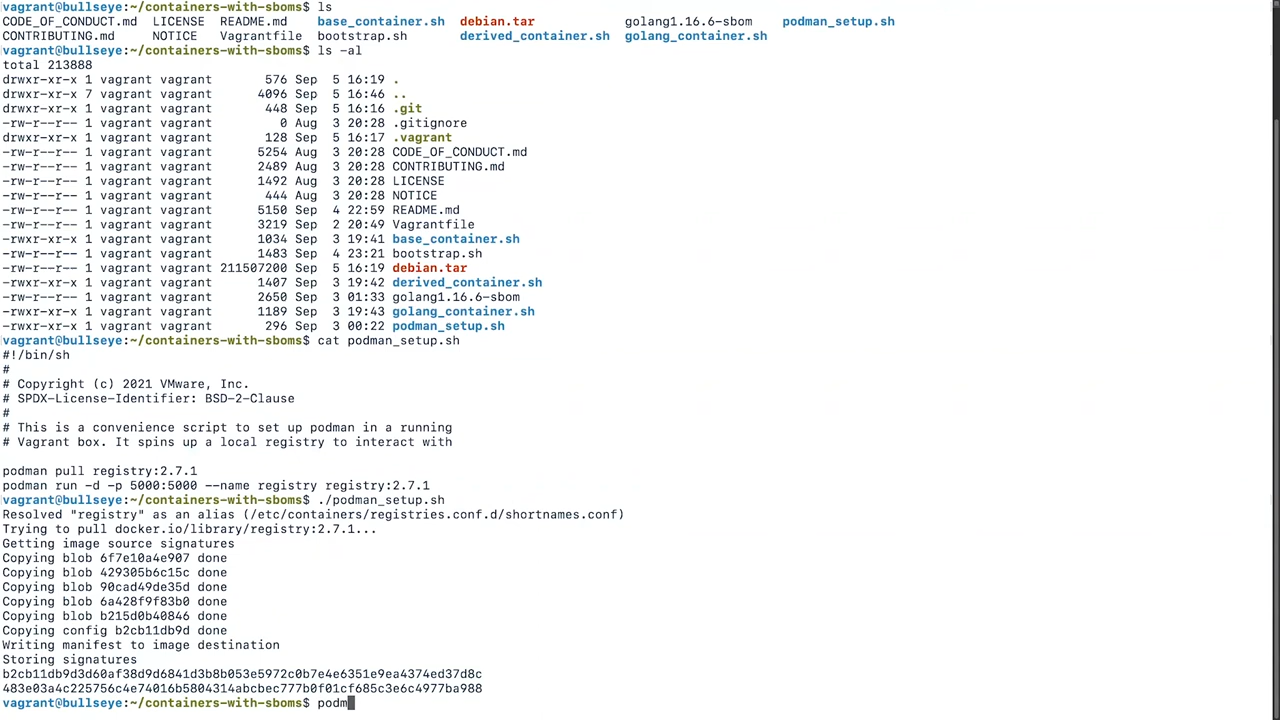 vagrant@bullseye:~/containers-with-sboms$ ls
CODE_OF_CONDUCT.md  LICENSE  README.md    base_container.sh  debian.tar            golang1.16.6-sbom    podman_setup.sh
CONTRIBUTING.md     NOTICE   Vagrantfile  bootstrap.sh       derived_container.sh  golang_container.sh
vagrant@bullseye:~/containers-with-sboms$ ls -al
total 213888
drwxr-xr-x 1 vagrant vagrant       576 Sep  5 16:19 .
drwxr-xr-x 7 vagrant vagrant      4096 Sep  5 16:46 ..
drwxr-xr-x 1 vagrant vagrant       448 Sep  5 16:16 .git
-rw-r--r-- 1 vagrant vagrant         0 Aug  3 20:28 .gitignore
drwxr-xr-x 1 vagrant vagrant       128 Sep  5 16:17 .vagrant
-rw-r--r-- 1 vagrant vagrant      5254 Aug  3 20:28 CODE_OF_CONDUCT.md
-rw-r--r-- 1 vagrant vagrant      2489 Aug  3 20:28 CONTRIBUTING.md
-rw-r--r-- 1 vagrant vagrant      1492 Aug  3 20:28 LICENSE
-rw-r--r-- 1 vagrant vagrant       444 Aug  3 20:28 NOTICE
-rw-r--r-- 1 vagrant vagrant      5150 Sep  4 22:59 README.md
-rw-r--r-- 1 vagrant vagrant      3219 Sep  2 20:49 Vagrantfile
-rwxr-xr-x 1 vagrant vagrant      1034 Sep  3 19:41 base_container.sh
-rw-r--r-- 1 vagrant vagrant      1483 Sep  4 23:21 bootstrap.sh
-rw-r--r-- 1 vagrant vagrant 211507200 Sep  5 16:19 debian.tar
-rwxr-xr-x 1 vagrant vagrant      1407 Sep  3 19:42 derived_container.sh
-rw-r--r-- 1 vagrant vagrant      2650 Sep  3 01:33 golang1.16.6-sbom
-rwxr-xr-x 1 vagrant vagrant      1189 Sep  3 19:43 golang_container.sh
-rwxr-xr-x 1 vagrant vagrant       296 Sep  3 00:22 podman_setup.sh
vagrant@bullseye:~/containers-with-sboms$ cat podman_setup.sh
#!/bin/sh
#
# Copyright (c) 2021 VMware, Inc.
# SPDX-License-Identifier: BSD-2-Clause
#
# This is a convenience script to set up podman in a running
# Vagrant box. It spins up a local registry to interact with
podman pull registry:2.7.1
podman run -d -p 5000:5000 --name registry registry:2.7.1
vagrant@bullseye:~/containers-with-sboms$ ./podman_setup.sh
Resolved "registry" as an alias (/etc/containers/registries.conf.d/shortnames.conf)
Trying to pull docker.io/library/registry:2.7.1...
Getting image source signatures
Copying blob 6f7e10a4e907 done
Copying blob 429305b6c15c done
Copying blob 90cad49de35d done
Copying blob 6a428f9f83b0 done
Copying blob b215d0b40846 done
Copying config b2cb11db9d done
Writing manifest to image destination
Storing signatures
b2cb11db9d3d60af38d9d6841d3b8b053e5972c0b7e4e6351e9ea4374ed37d8c
483e03a4c225756c4e74016b5804314abcbec777b0f01cf685c3e6c4977ba988
vagrant@bullseye:~/containers-with-sboms$ podm